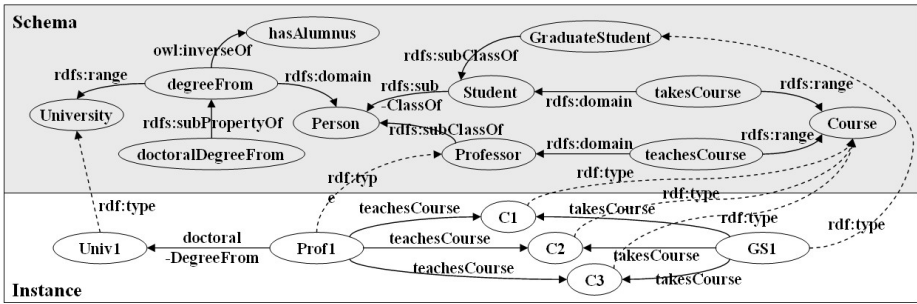 Schema
hasAlumnus
GraduateStudent
owl:inverseOf
rdfs:subClassOf
rdfs:range
degreeFrom
rdfs:domain
rdfs:sub
-ClassOf
Student
rdfs:domain
takesCourse
rdfs:range
University
Person
Course
rdfs:subPropertyOf
rdfs:subClassOf
rdfs:range
doctoralDegreeFrom
Professor
rdfs:domain
teachesCourse
rdf:typ
e
rdf:type
rdf:type
rdf:type
rdf:type
rdf:type
teachesCourse
C1
takesCourse
Univ1
doctoral
-DegreeFrom
Prof1
teachesCourse
C2
takesCourse
GS1
teachesCourse
C3
takesCourse
Instance